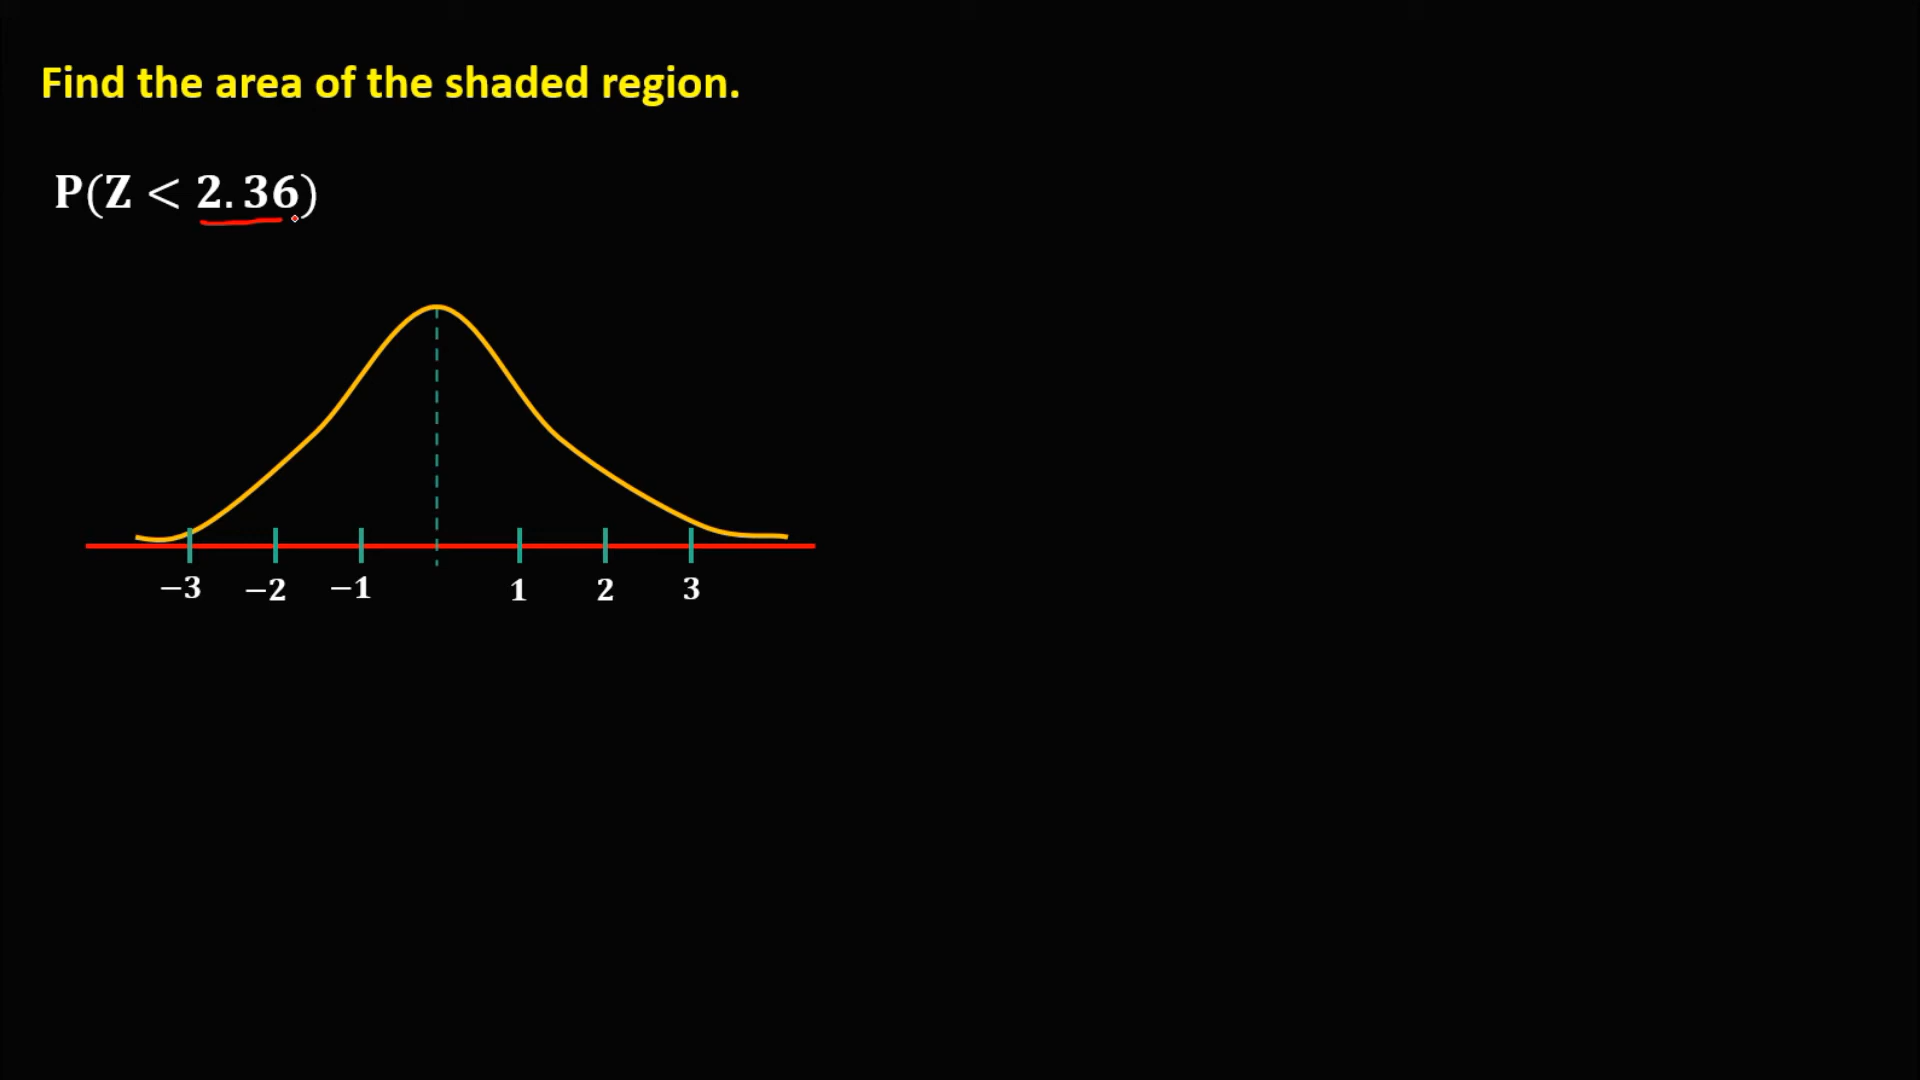 Find the area of the shaded region.
P(Z < 2.36)
−3 −2 −1 1 2 3